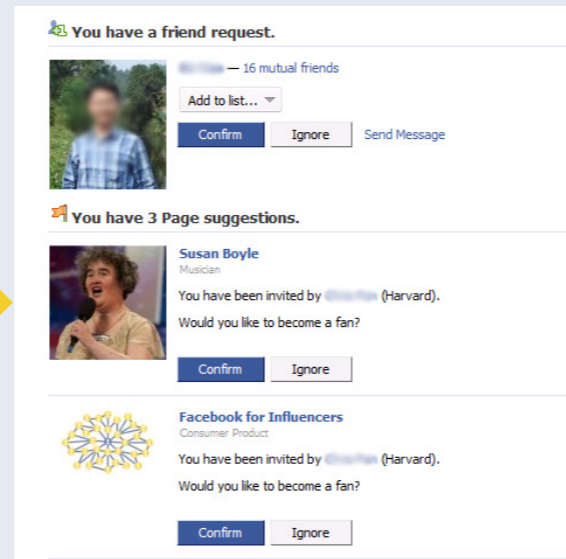 You have a friend request.
— 16 mutual friends
Add to list...
Confirm Ignore Send Message
You have 3 Page suggestions.
Susan Boyle
Musician
You have been invited by (Harvard).
Would you like to become a fan?
Confirm Ignore
Facebook for Influencers
Consumer Product
You have been invited by (Harvard).
Would you like to become a fan?
Confirm Ignore